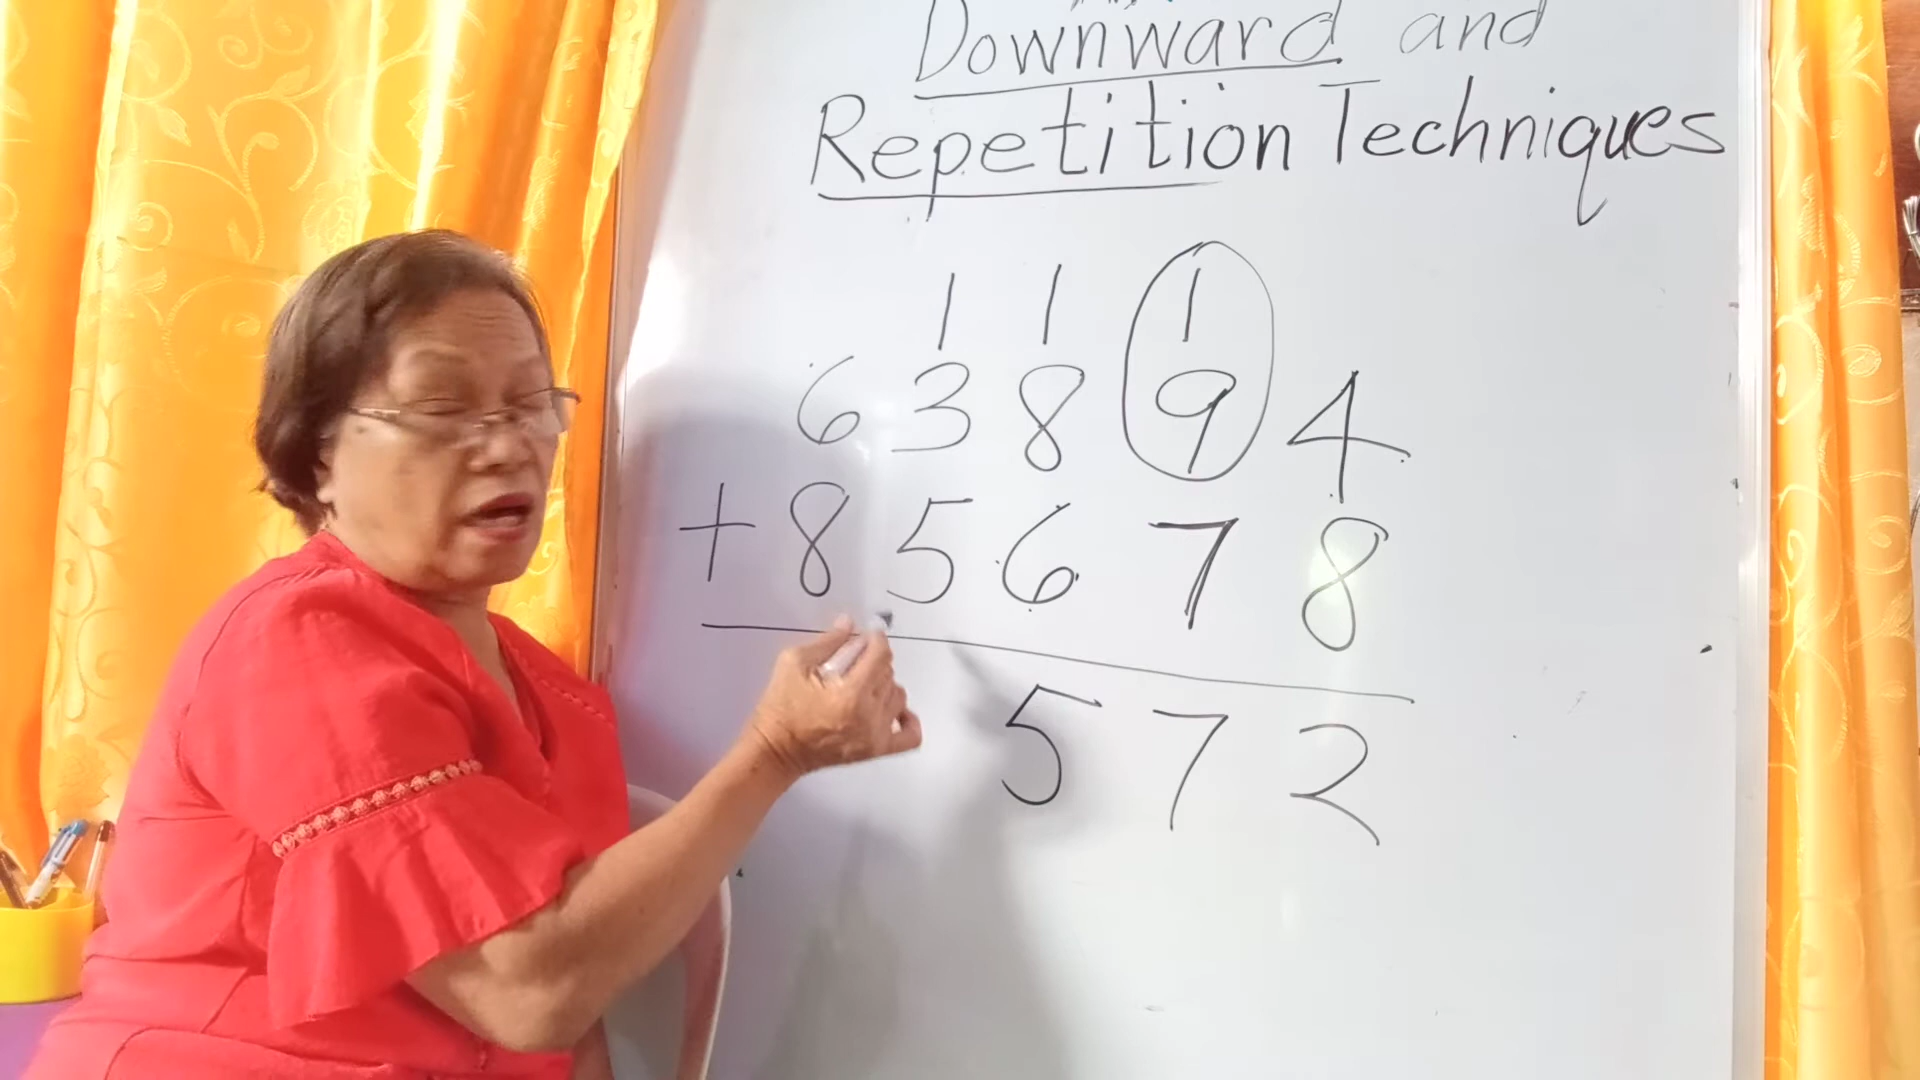 Downward and
Repetition Techniques
1 1 1
6 3 8 9 4
+ 8 5 6 7 8
5 7 2